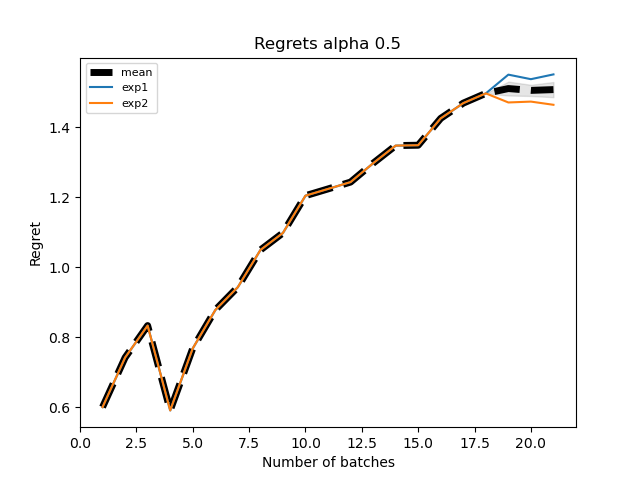 Regrets alpha 0.5
mean
exp1
exp2
1.4
1.2
1.0
0.8
0.6
Regret
0.0 2.5 5.0 7.5 10.0 12.5 15.0 17.5 20.0
Number of batches